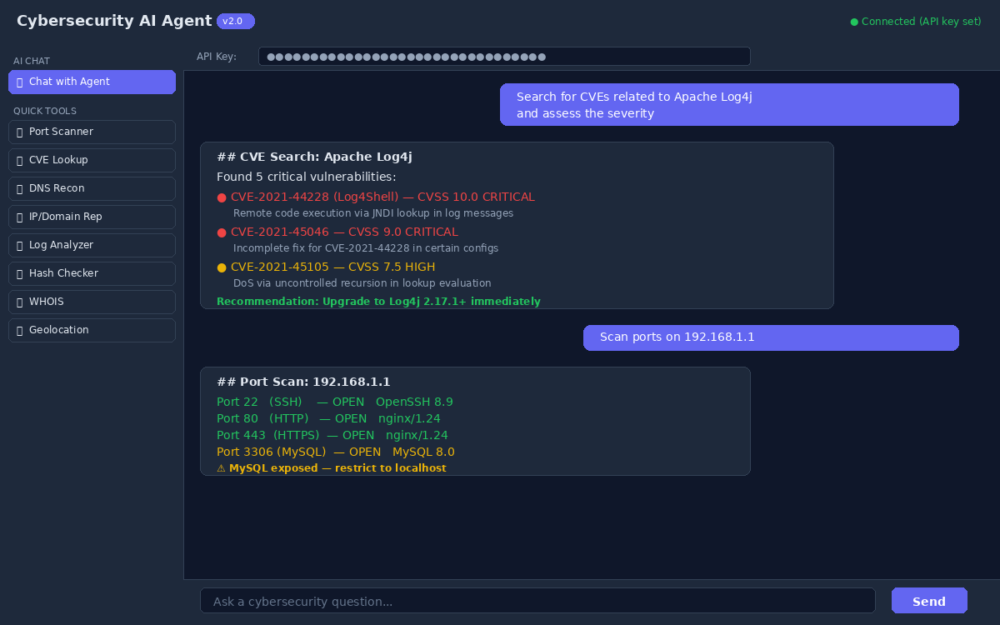 Cybersecurity AI Agent v2.0
● Connected (API key set)
AI CHAT
Chat with Agent
QUICK TOOLS
Port Scanner
CVE Lookup
DNS Recon
IP/Domain Rep
Log Analyzer
Hash Checker
WHOIS
Geolocation
API Key: ●●●●●●●●●●●●●●●●●●●●●●●●●●●●●●●●
Search for CVEs related to Apache Log4j
and assess the severity
## CVE Search: Apache Log4j
Found 5 critical vulnerabilities:
● CVE-2021-44228 (Log4Shell) — CVSS 10.0 CRITICAL
Remote code execution via JNDI lookup in log messages
● CVE-2021-45046 — CVSS 9.0 CRITICAL
Incomplete fix for CVE-2021-44228 in certain configs
● CVE-2021-45105 — CVSS 7.5 HIGH
DoS via uncontrolled recursion in lookup evaluation
Recommendation: Upgrade to Log4j 2.17.1+ immediately
Scan ports on 192.168.1.1
## Port Scan: 192.168.1.1
Port 22 (SSH) — OPEN OpenSSH 8.9
Port 80 (HTTP) — OPEN nginx/1.24
Port 443 (HTTPS) — OPEN nginx/1.24
Port 3306 (MySQL) — OPEN MySQL 8.0
⚠ MySQL exposed — restrict to localhost
Ask a cybersecurity question...
Send